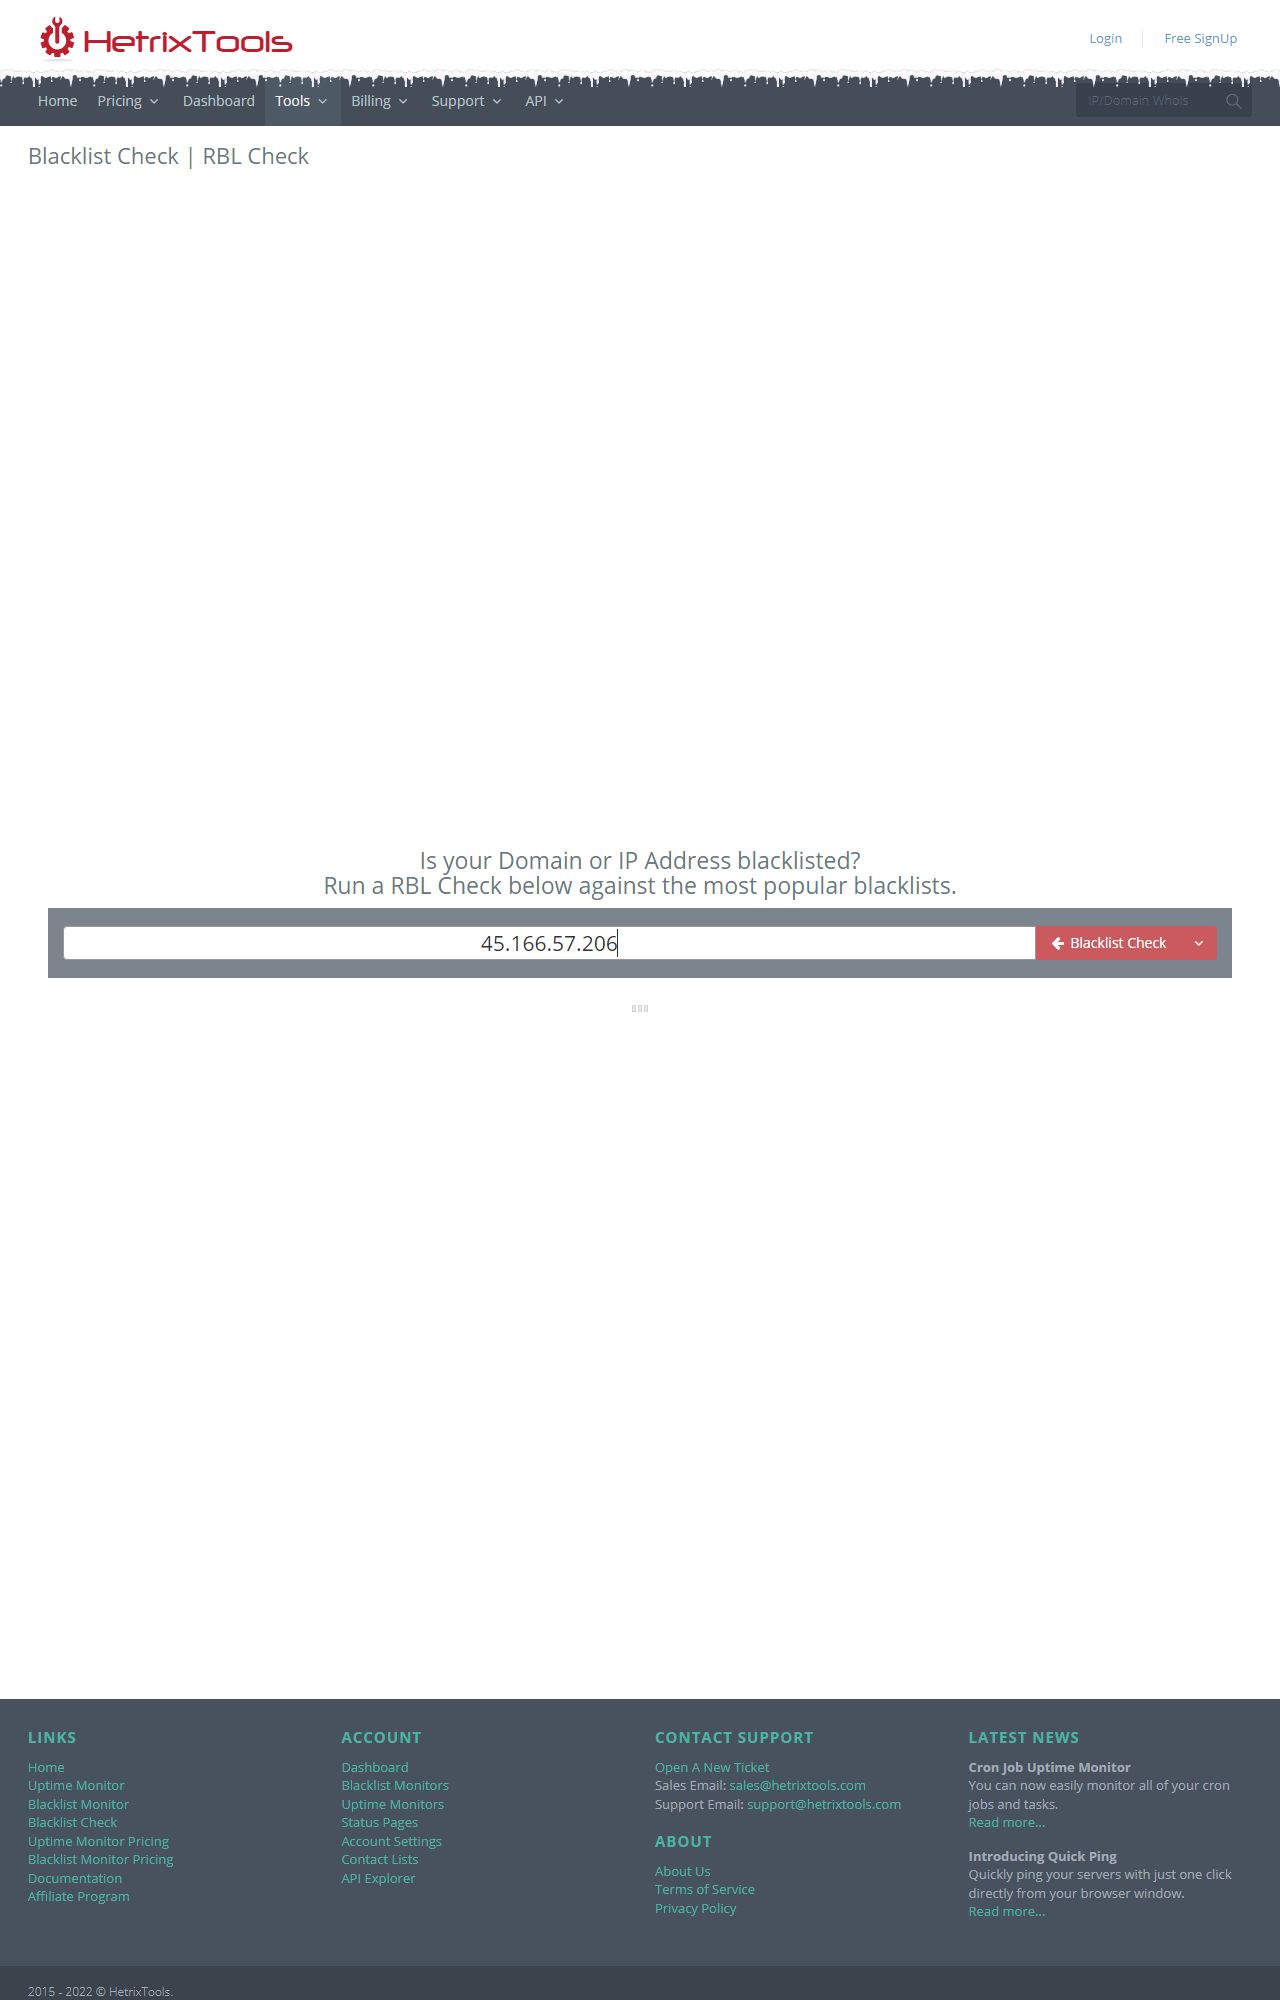 HetrixTools
Login
Free SignUp
Home
Pricing
Dashboard
Tools
Billing
Support
API
IP/Domain Whois
Blacklist Check | RBL Check
Is your Domain or IP Address blacklisted?
Run a RBL Check below against the most popular blacklists.
45.166.57.206
Blacklist Check
LINKS
Home
Uptime Monitor
Blacklist Monitor
Blacklist Check
Uptime Monitor Pricing
Blacklist Monitor Pricing
Documentation
Affiliate Program
ACCOUNT
Dashboard
Blacklist Monitors
Uptime Monitors
Status Pages
Account Settings
Contact Lists
API Explorer
CONTACT SUPPORT
Open A New Ticket
Sales Email: sales@hetrixtools.com
Support Email: support@hetrixtools.com
ABOUT
About Us
Terms of Service
Privacy Policy
LATEST NEWS
Cron Job Uptime Monitor
You can now easily monitor all of your cron
jobs and tasks.
Read more...
Introducing Quick Ping
Quickly ping your servers with just one click
directly from your browser window.
Read more...
2015 - 2022 © HetrixTools.